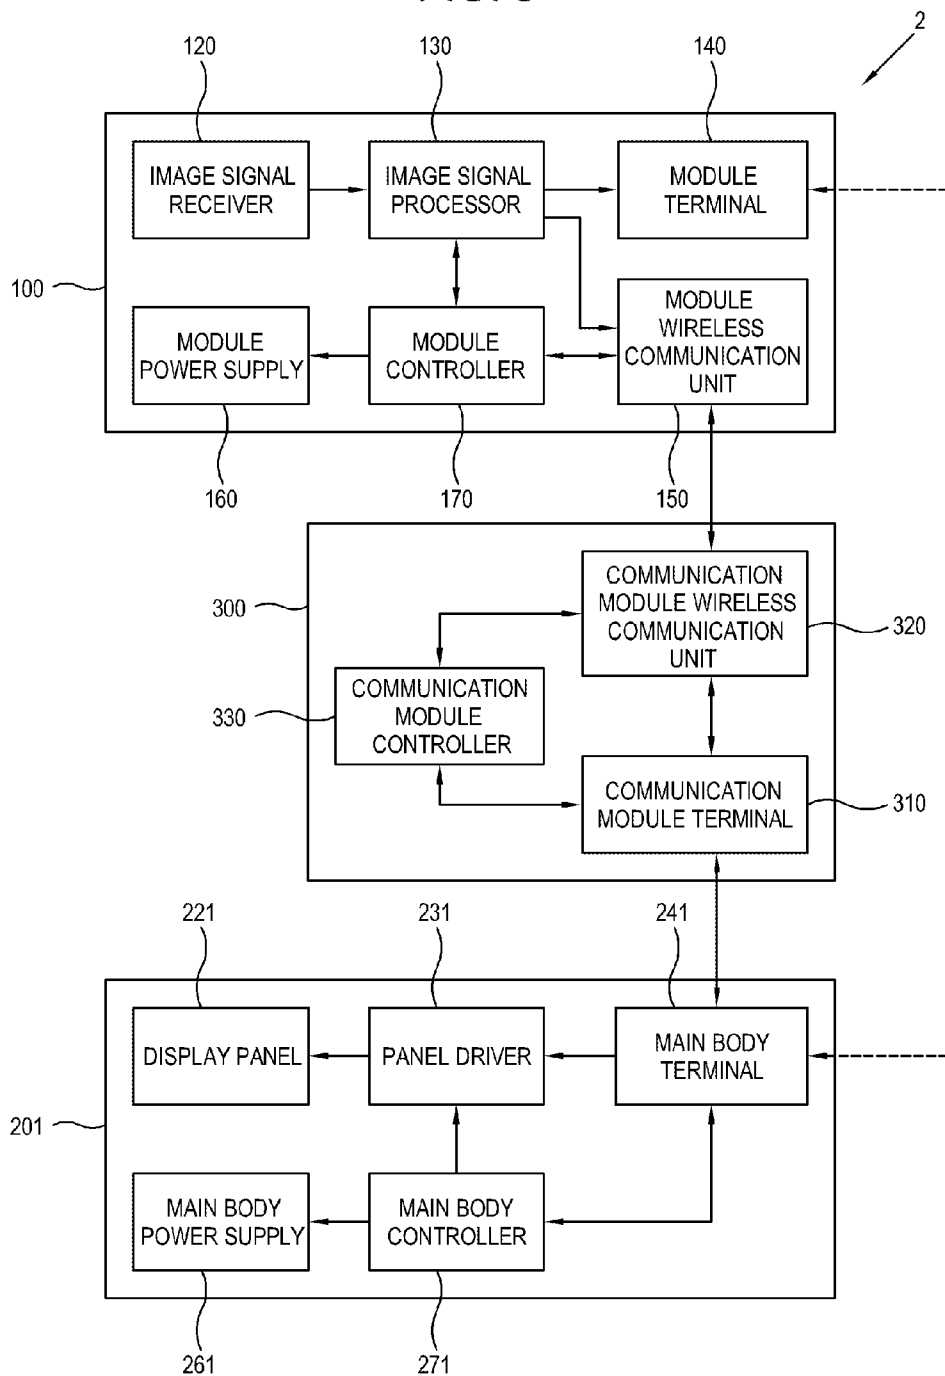 2
120
130
140
IMAGE SIGNAL
RECEIVER
IMAGE SIGNAL
PROCESSOR
MODULE
TERMINAL
100
MODULE
POWER SUPPLY
MODULE
CONTROLLER
MODULE
WIRELESS
COMMUNICATION
UNIT
160
170
150
300
COMMUNICATION
MODULE WIRELESS
COMMUNICATION
UNIT
320
330
COMMUNICATION
MODULE
CONTROLLER
COMMUNICATION
MODULE TERMINAL
310
221
231
241
DISPLAY PANEL
PANEL DRIVER
MAIN BODY
TERMINAL
201
MAIN BODY
POWER SUPPLY
MAIN BODY
CONTROLLER
261
271